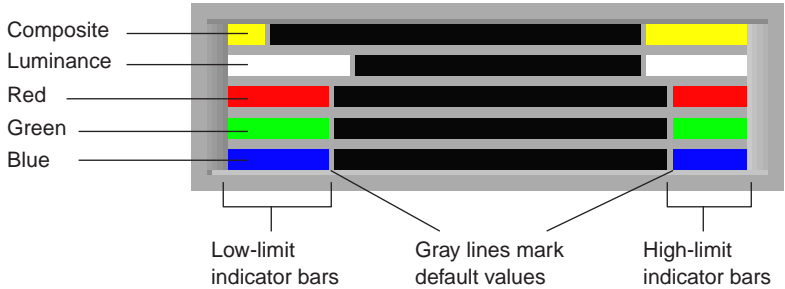 Composite
Luminance
Red
Green
Blue
Low-limit
indicator bars
Gray lines mark
default values
High-limit
indicator bars